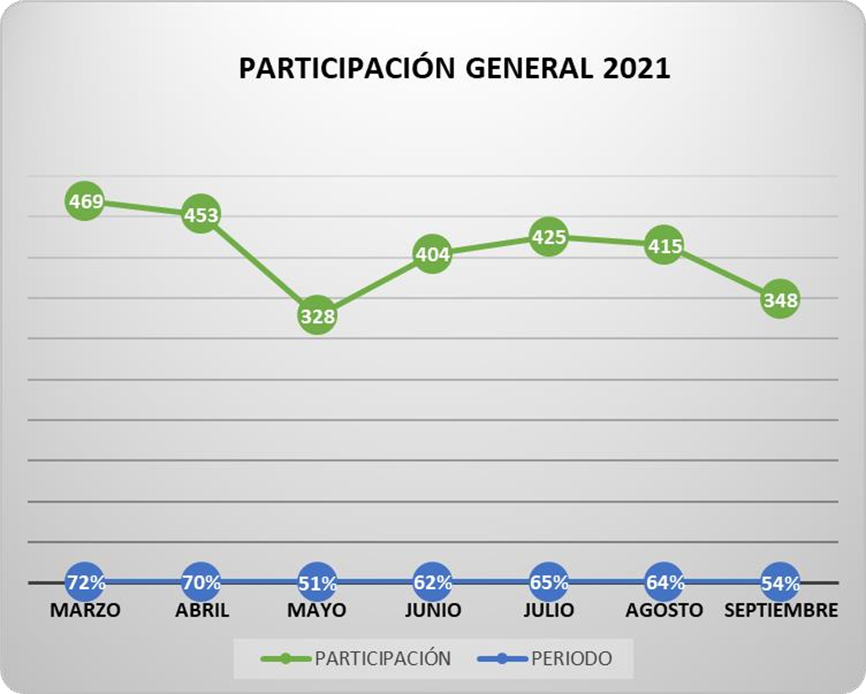 PARTICIPACIÓN GENERAL 2021
469 453 328 404 425 415 348
72% 70% 51% 62% 65% 64% 54%
MARZO ABRIL MAYO JUNIO JULIO AGOSTO SEPTIEMBRE
PARTICIPACIÓN PERIODO